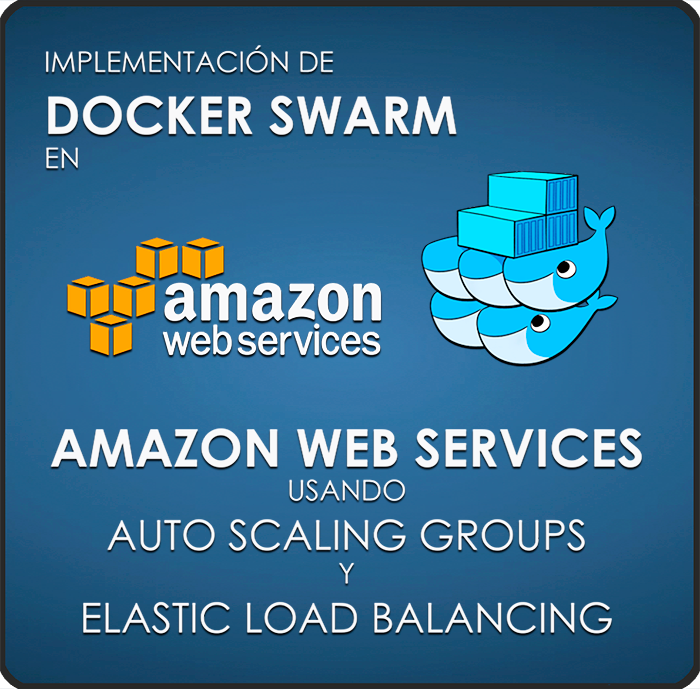 IMPLEMENTACIÓN DE
DOCKER SWARM
EN
amazon
web services
AMAZON WEB SERVICES
USANDO
AUTO SCALING GROUPS
Y
ELASTIC LOAD BALANCING